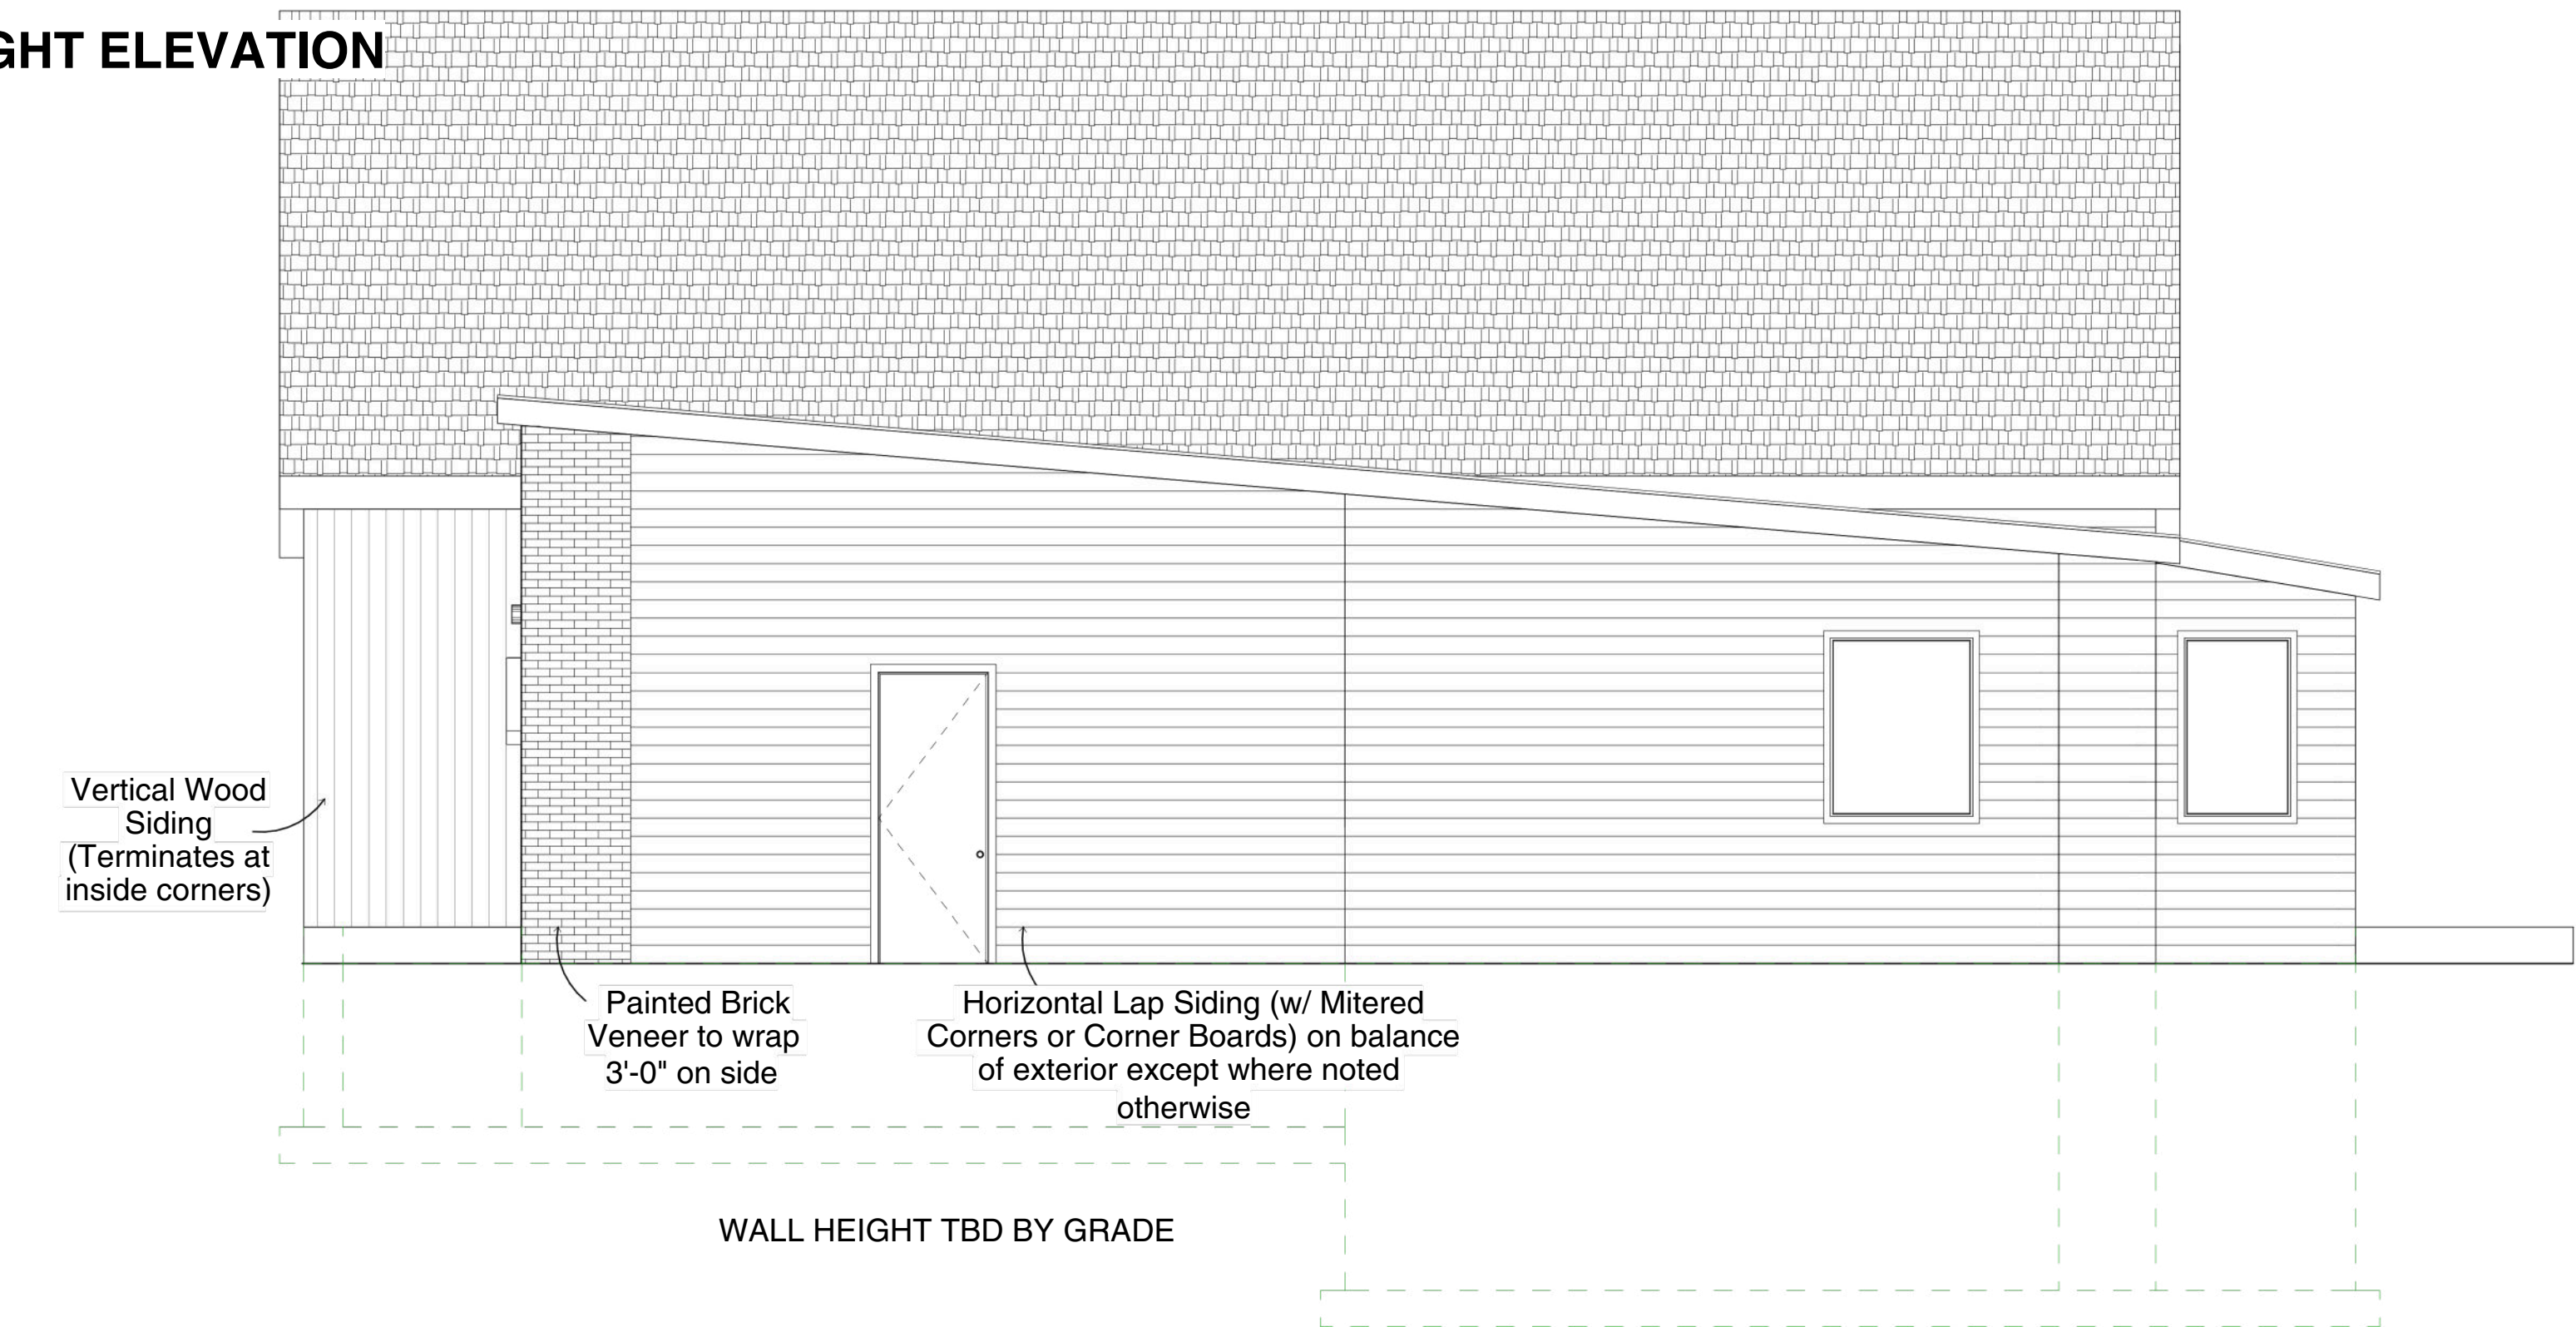 GHT ELEVATION
Vertical Wood
Siding
(Terminates at
inside corners)
Painted Brick
Veneer to wrap
3'-0" on side
Horizontal Lap Siding (w/ Mitered
Corners or Corner Boards) on balance
of exterior except where noted
otherwise
WALL HEIGHT TBD BY GRADE